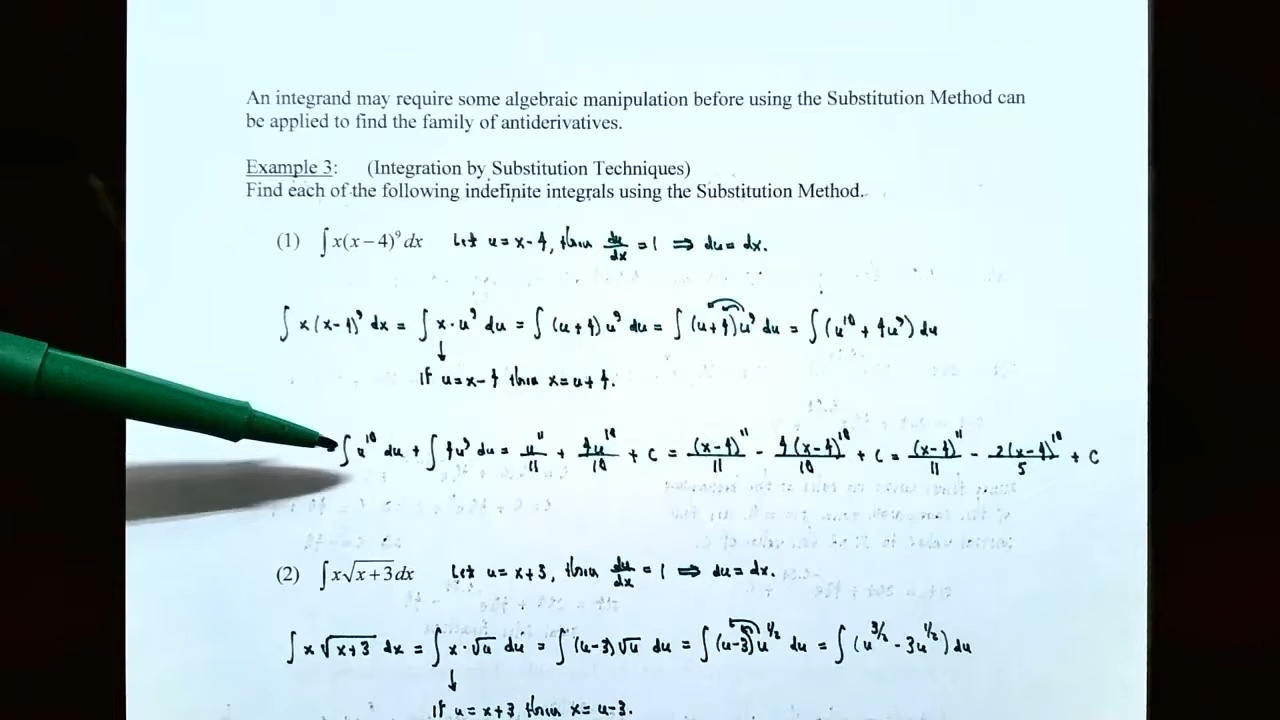 An integrand may require some algebraic manipulation before using the Substitution Method can
be applied to find the family of antiderivatives.
Example 3: (Integration by Substitution Techniques)
Find each of the following indefinite integrals using the Substitution Method.
(1) ∫x(x−4)⁹dx Let u = x-4, then du/dx = 1 ⇒ du = dx.
∫ x(x-4)⁹ dx = ∫ x·u⁹ du = ∫ (u+4)u⁹ du = ∫ (u+4)u⁹ du = ∫ (u¹⁰ + 4u⁹) du
↓
If u = x-4 then x = u+4.
∫ u¹⁰ du + ∫ 4u⁹ du = u¹¹/11 + 4u¹⁰/10 + C = (x-4)¹¹/11 - 4(x-4)¹⁰/10 + C = (x-4)¹¹/11 - 2(x-4)¹⁰/5 + C
(2) ∫x√(x+3)dx Let u = x+3, then du/dx = 1 ⇒ du = dx.
∫ x√(x+3) dx = ∫ x·√u du = ∫ (u-3)√u du = ∫ (u-3)u^(1/2) du = ∫ (u^(3/2) - 3u^(1/2)) du
↓
If u = x+3 then x = u-3.